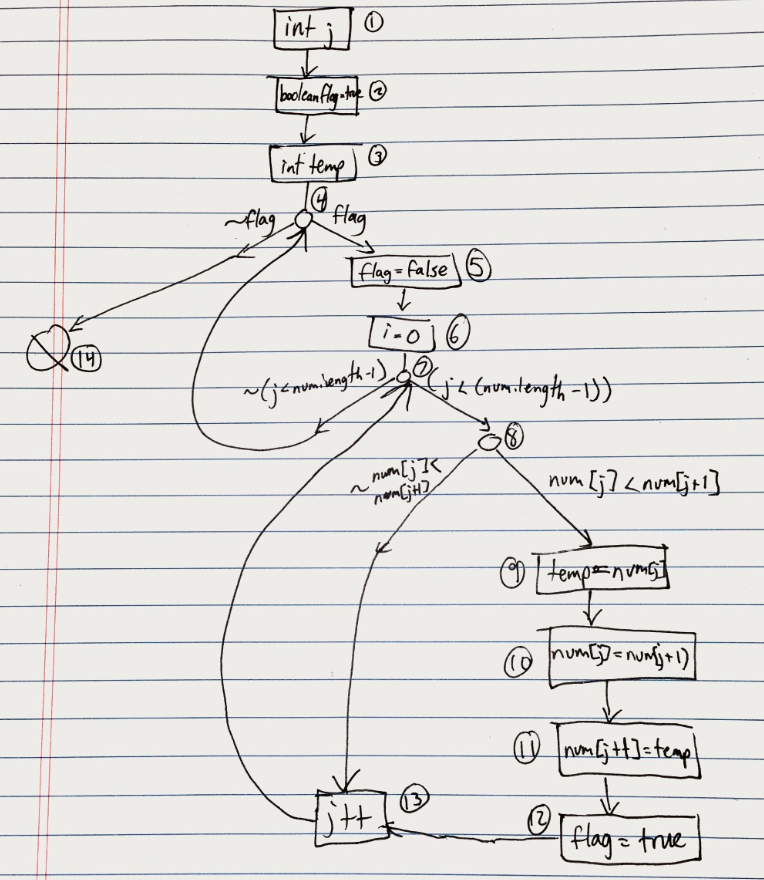 int j ①
boolean flag=true ②
int temp ③
④
~flag flag
flag=false ⑤
i=0 ⑥
⑭
~(j<num.length-1) ⑦ (j<(num.length-1))
⑧
~num[j]<
num[j+1]
num[j]<num[j+1]
⑨ temp=num[j]
⑩ num[j]=num[j+1)
⑪ num[j+1]=temp
j++ ⑬
⑫ flag=true